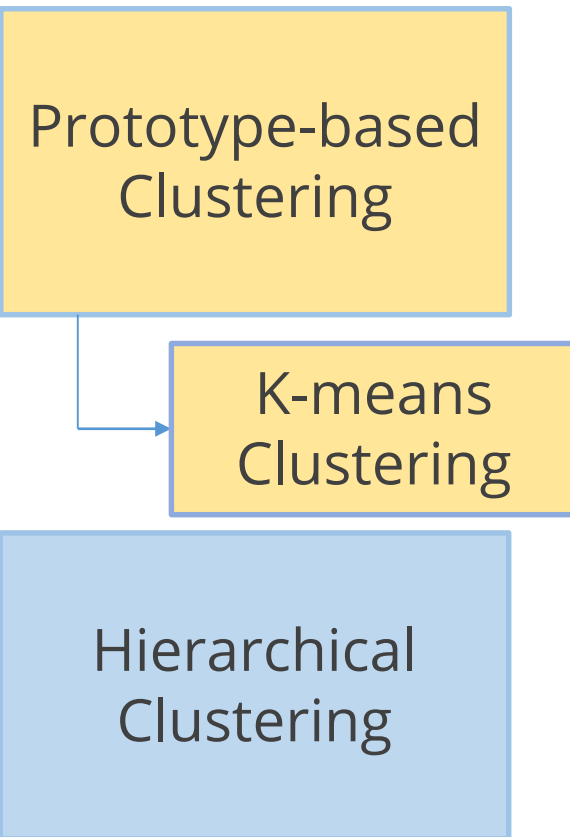 Prototype-based
Clustering
K-means
Clustering
Hierarchical
Clustering